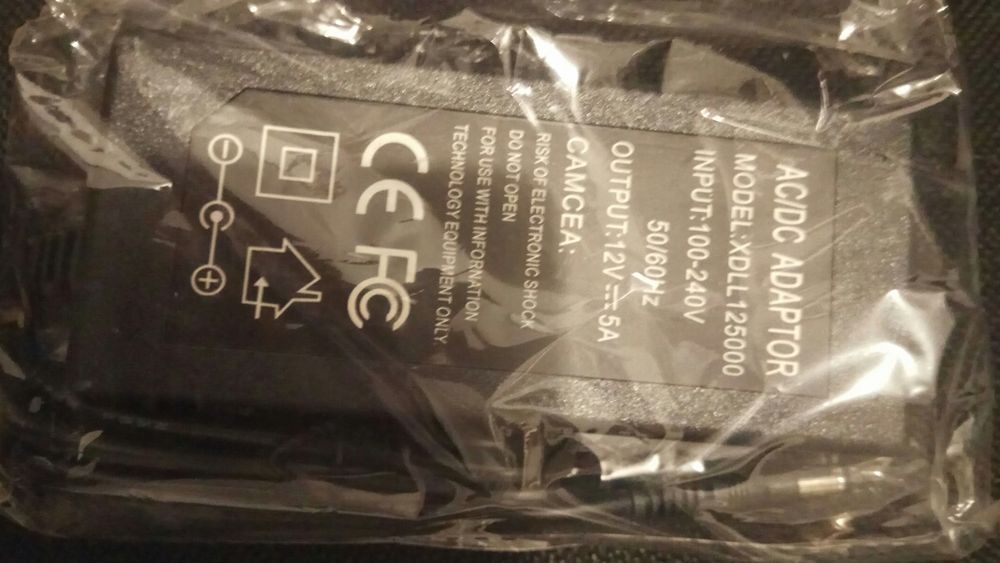 AC/DC ADAPTOR
MODEL:XDLL125000
INPUT:100-240V
50/60Hz
OUTPUT:12V⎓5A
CAMCEA:
RISK OF ELECTRONIC SHOCK
DO NOT OPEN
FOR USE WITH INFORMATION
TECHNOLOGY EQUIPMENT ONLY
CE FC